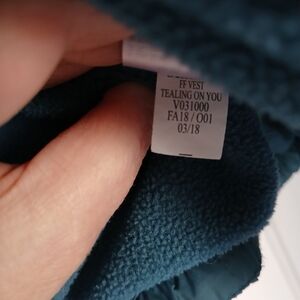 FF VEST
TEALING ON YOU
V031000
FA18 / O01
03/18